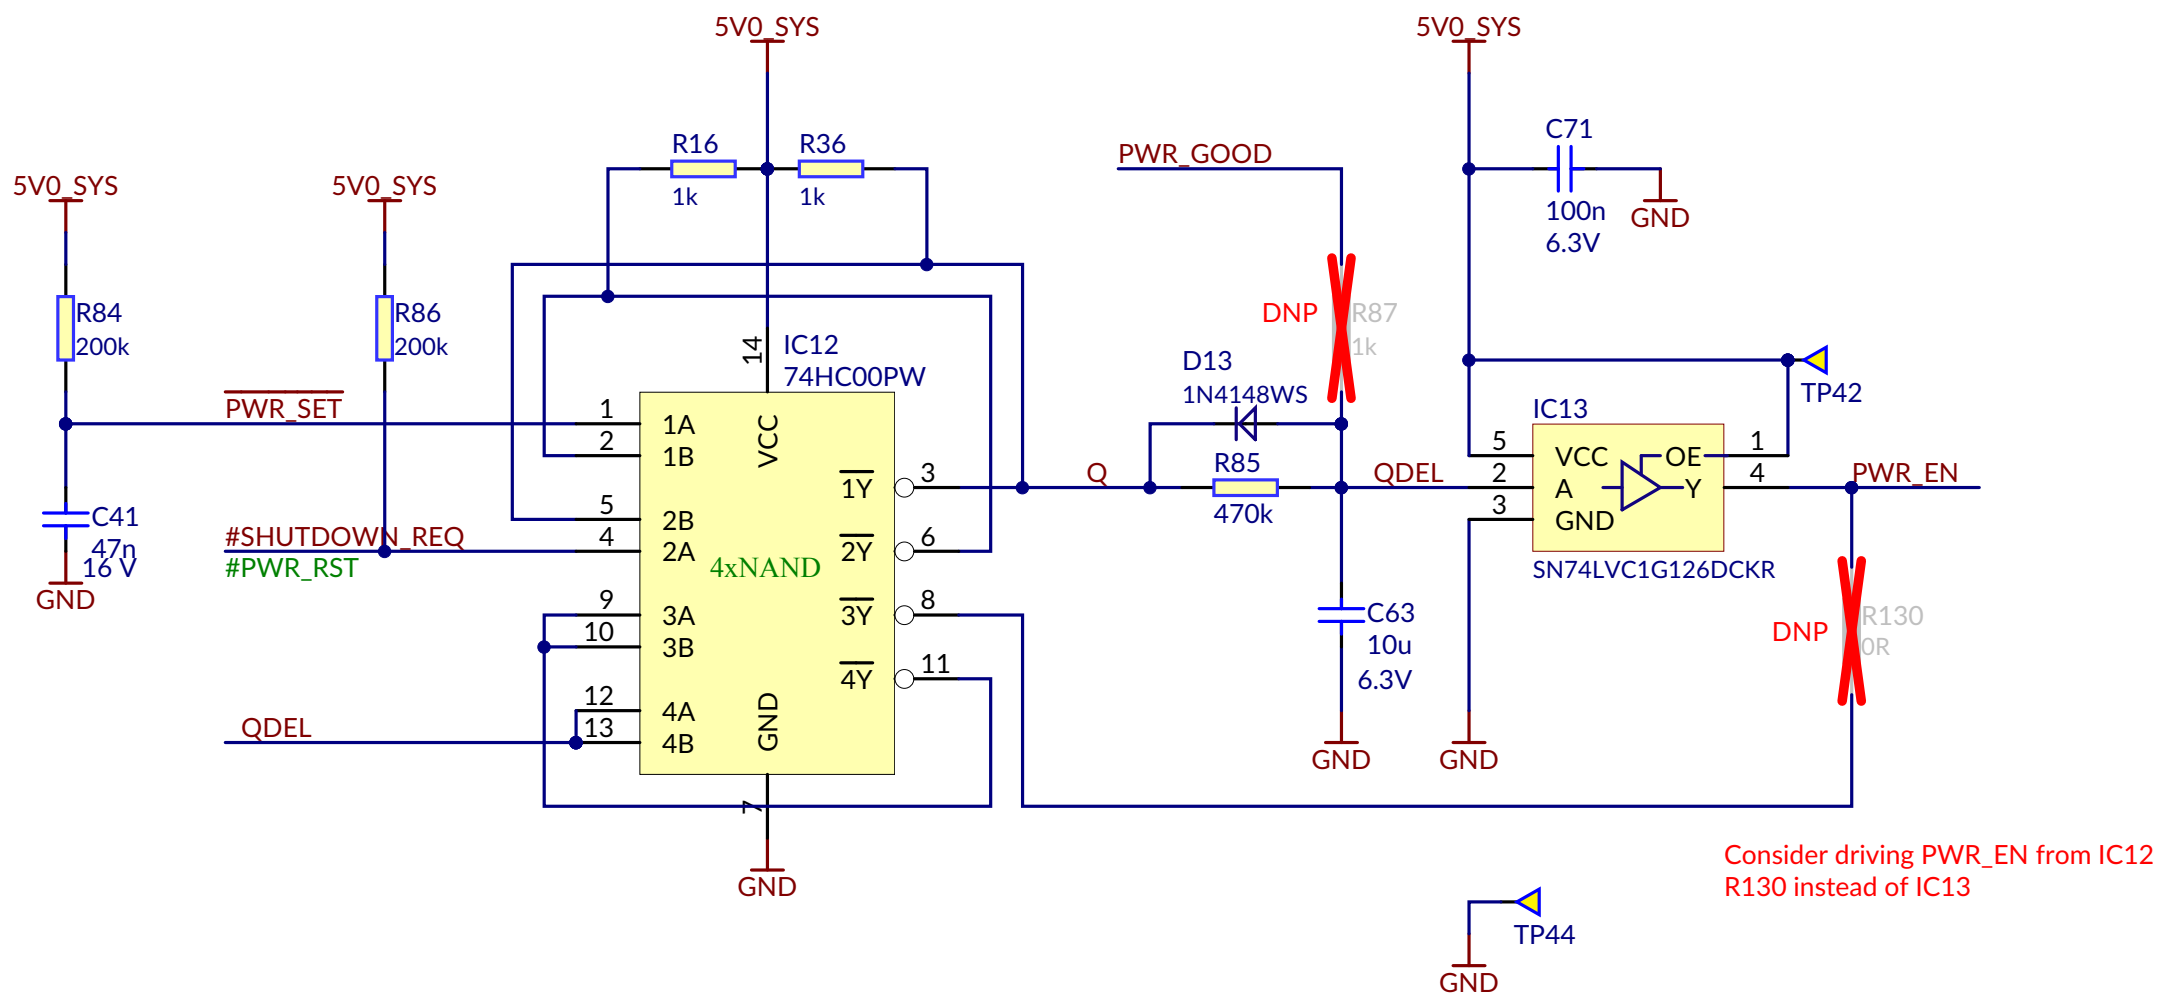 5V0_SYS
5V0_SYS
R16
1k
R36
1k
PWR_GOOD
C71
100n
6.3V
GND
5V0_SYS
5V0_SYS
R84
200k
R86
200k
DNP
R87
1k
14
IC12
74HC00PW
D13
1N4148WS
TP42
PWR_SET
IC13
1
1A
2
1B
VCC
5
VCC
OE
1
3
1Y
Q
R85
470k
QDEL
2
A
Y
4
PWR_EN
5
2B
3
GND
C41
47n
16 V
GND
#SHUTDOWN_REQ
#PWR_RST
4
2A
6
2Y
4xNAND
SN74LVC1G126DCKR
9
3A
10
3B
8
3Y
C63
10u
6.3V
DNP
R130
0R
11
4Y
12
4A
13
4B
GND
QDEL
GND
GND
7
GND
Consider driving PWR_EN from IC12
R130 instead of IC13
TP44
GND